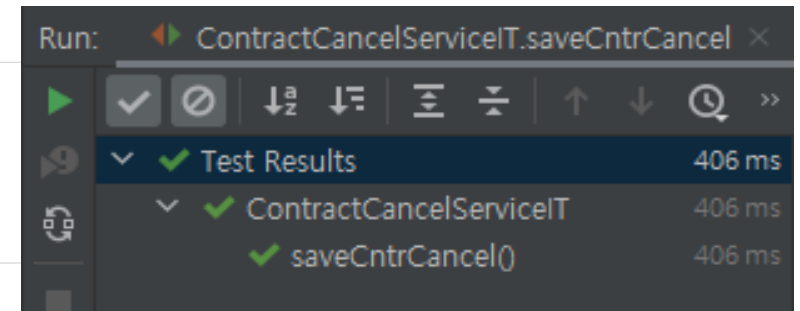 Run: ContractCancelServiceIT.saveCntrCancel
Test Results 406 ms
ContractCancelServiceIT 406 ms
saveCntrCancel() 406 ms